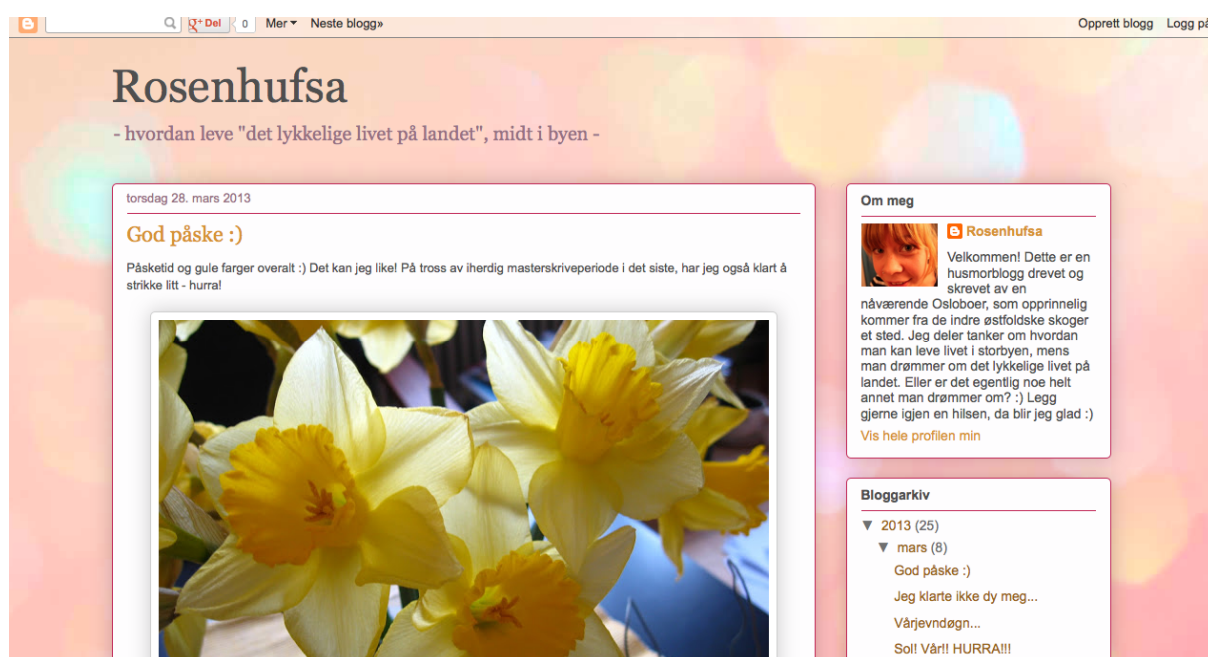 Del 0 Mer Neste blogg» Opprett blogg Logg på
Rosenhufsa
- hvordan leve "det lykkelige livet på landet", midt i byen -
torsdag 28. mars 2013
God påske :)
Påsketid og gule farger overalt :) Det kan jeg like! På tross av iherdig masterskriveperiode i det siste, har jeg også klart å
strikke litt - hurra!
Om meg
Rosenhufsa
Velkommen! Dette er en
husmorblogg drevet og
skrevet av en
nåværende Osloboer, som opprinnelig
kommer fra de indre østfoldske skoger
et sted. Jeg deler tanker om hvordan
man kan leve livet i storbyen, mens
man drømmer om det lykkelige livet på
landet. Eller er det egentlig noe helt
annet man drømmer om? :) Legg
gjerne igjen en hilsen, da blir jeg glad :)
Vis hele profilen min
Bloggarkiv
▼ 2013 (25)
▼ mars (8)
God påske :)
Jeg klarte ikke dy meg...
Vårjevndøgn...
Sol! Vår!! HURRA!!!